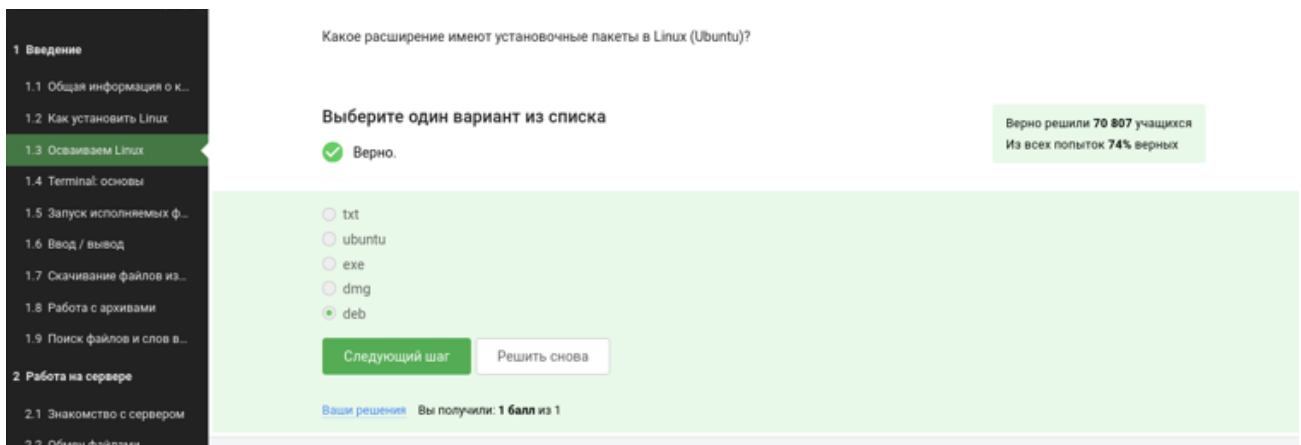 1 Введение
1.1 Общая информация о к...
1.2 Как установить Linux
1.3 Осваиваем Linux
1.4 Terminal: основы
1.5 Запуск исполняемых ф...
1.6 Ввод / вывод
1.7 Скачивание файлов из...
1.8 Работа с архивами
1.9 Поиск файлов и слов в...
2 Работа на сервере
2.1 Знакомство с сервером
2.2 Обмен файлами
Какое расширение имеют установочные пакеты в Linux (Ubuntu)?
Выберите один вариант из списка
Верно.
Верно решили 70 807 учащихся
Из всех попыток 74% верных
txt
ubuntu
exe
dmg
deb
Следующий шаг
Решить снова
Ваши решения Вы получили: 1 балл из 1